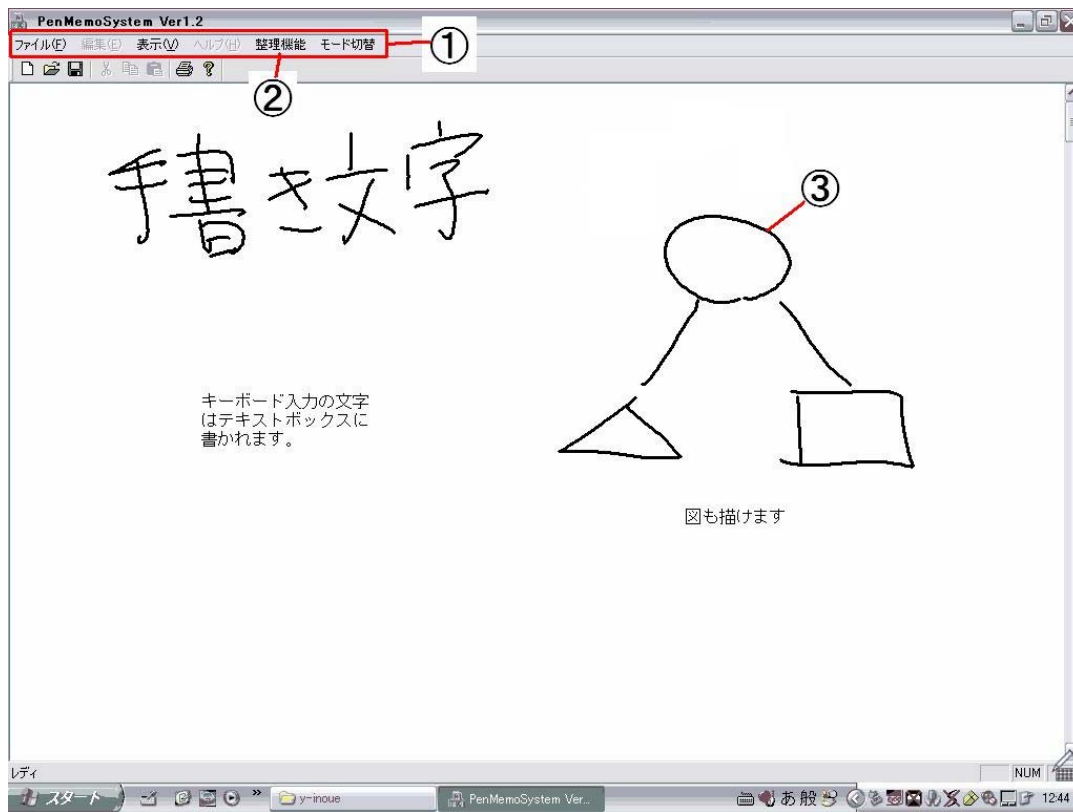 PenMemoSystem Ver1.2
ファイル(F) 編集(E) 表示(V) ヘルプ(H) 整理機能 モード切替
①
②
手書き文字
③
キーボード入力の文字
はテキストボックスに
書かれます。
図も描けます
レディ
NUM
スタート
»
y-inoue
PenMemoSystem Ver...
あ 般
12:44